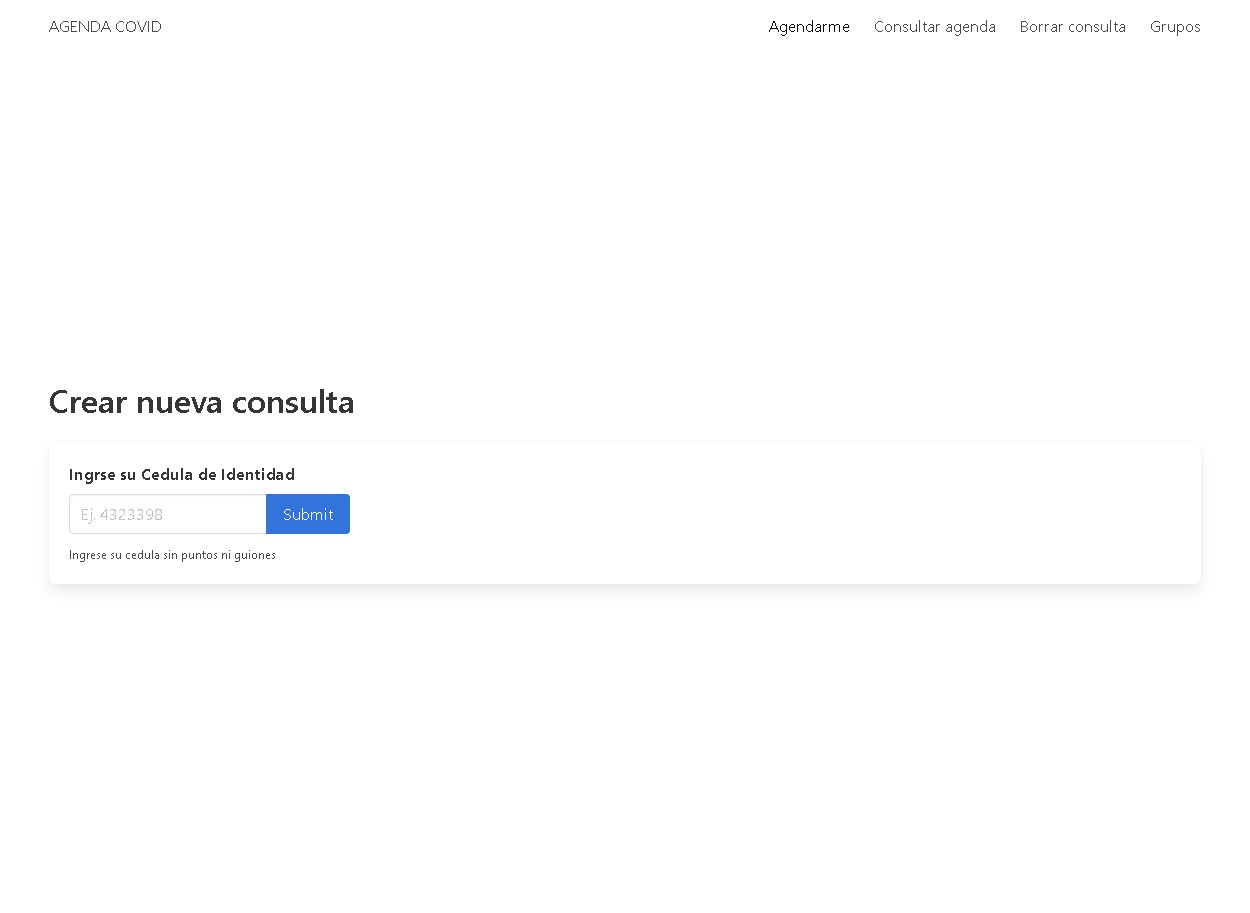 AGENDA COVID
Agendarme
Consultar agenda
Borrar consulta
Grupos
Crear nueva consulta
Ingrse su Cedula de Identidad
Ej. 4323398
Submit
Ingrese su cedula sin puntos ni guiones